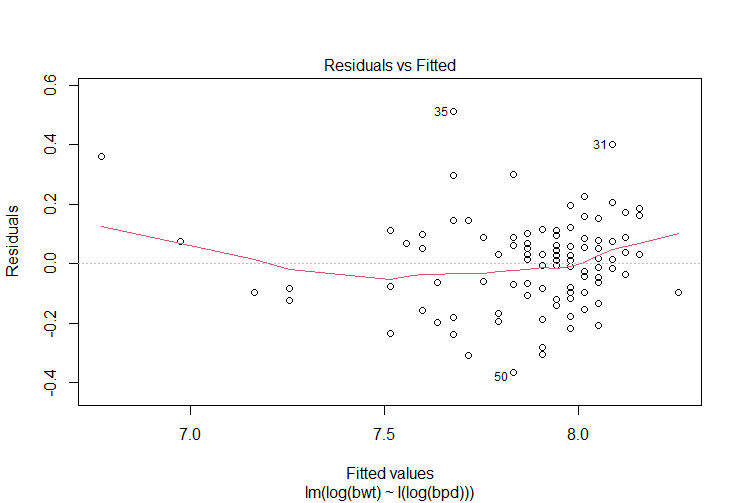 Residuals vs Fitted
0.6
0.4
0.2
0.0
-0.2
-0.4
Residuals
35
31
50
7.0 7.5 8.0
Fitted values
lm(log(bwt) ~ I(log(bpd)))